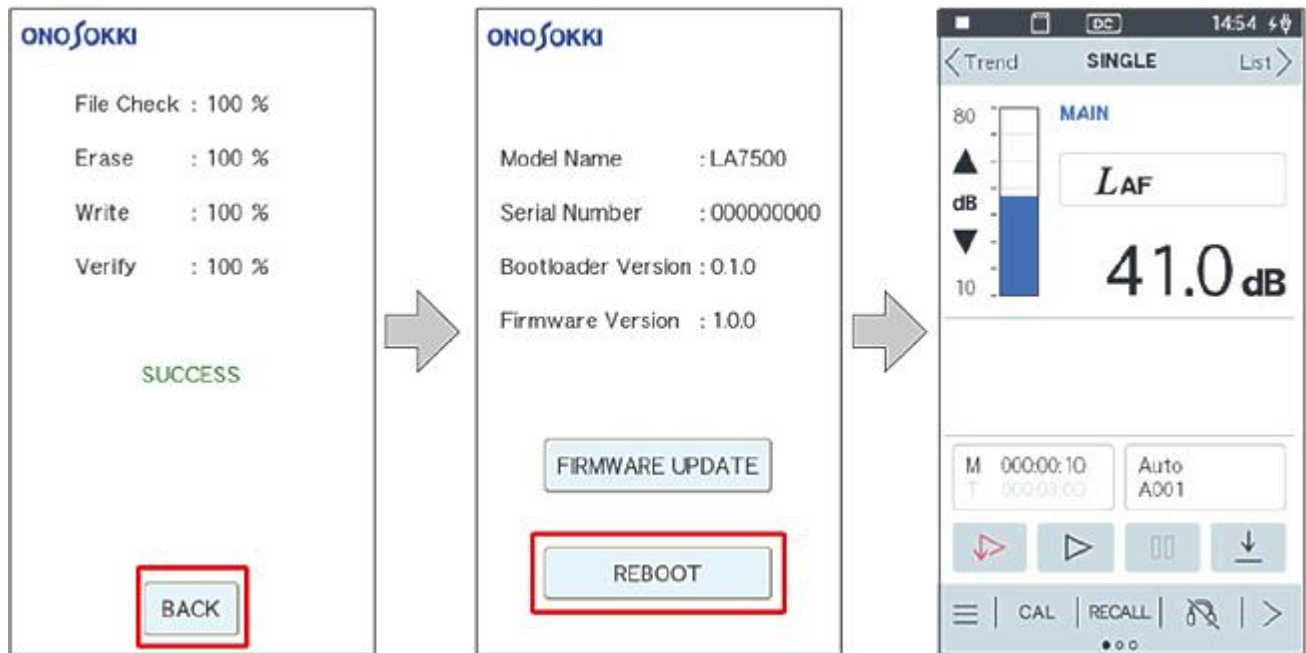 ONO SOKKI
File Check : 100 %
Erase : 100 %
Write : 100 %
Verify : 100 %
SUCCESS
BACK
ONO SOKKI
Model Name : LA7500
Serial Number : 000000000
Bootloader Version : 0.1.0
Firmware Version : 1.0.0
FIRMWARE UPDATE
REBOOT
DC 14:54
Trend SINGLE List
80 MAIN
LAF
dB
41.0 dB
10
M 000:00:10 Auto
T 000:03:00 A001
CAL RECALL